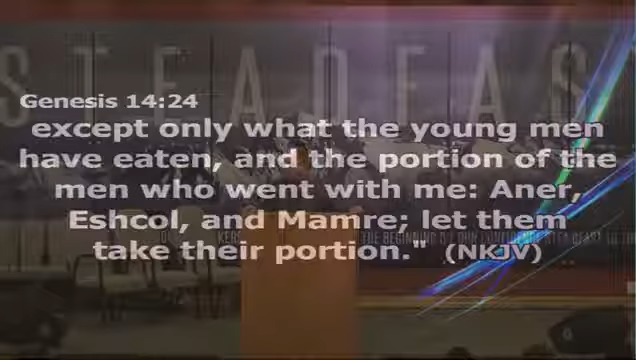 STEADFAS
Genesis 14:24
except only what the young men
have eaten, and the portion of the
men who went with me: Aner,
Eshcol, and Mamre; let them
take their portion." (NKJV)